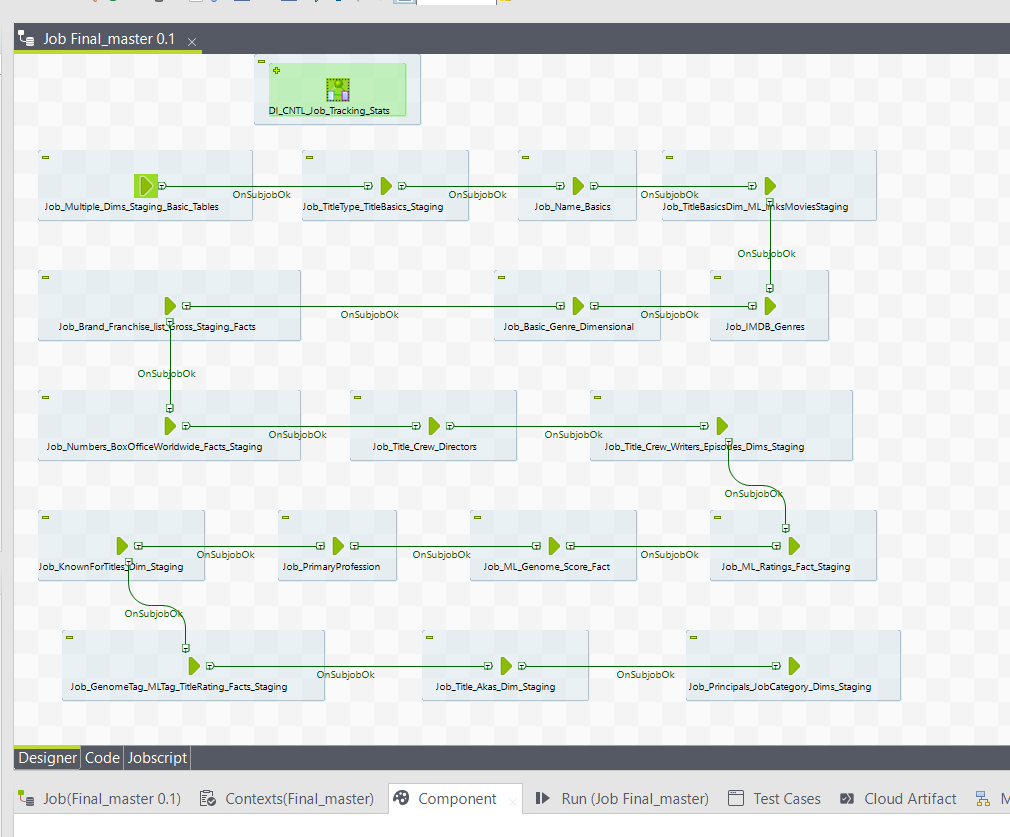 Job Final_master 0.1
DI_CNTL_Job_Tracking_Stats
OnSubjobOk
OnSubjobOk
OnSubjobOk
Job_Multiple_Dims_Staging_Basic_Tables
Job_TitleType_TitleBasics_Staging
Job_Name_Basics
Job_TitleBasicsDim_ML_linksMoviesStaging
OnSubjobOk
OnSubjobOk
OnSubjobOk
Job_Brand_Franchise_list_Gross_Staging_Facts
Job_Basic_Genre_Dimensional
Job_IMDB_Genres
OnSubjobOk
OnSubjobOk
OnSubjobOk
Job_Numbers_BoxOfficeWorldwide_Facts_Staging
Job_Title_Crew_Directors
Job_Title_Crew_Writers_Episodes_Dims_Staging
OnSubjobOk
OnSubjobOk
OnSubjobOk
OnSubjobOk
Job_KnownForTitles_Dim_Staging
Job_PrimaryProfession
Job_ML_Genome_Score_Fact
Job_ML_Ratings_Fact_Staging
OnSubjobOk
OnSubjobOk
OnSubjobOk
Job_GenomeTag_MLTag_TitleRating_Facts_Staging
Job_Title_Akas_Dim_Staging
Job_Principals_JobCategory_Dims_Staging
Designer Code Jobscript
Job(Final_master 0.1) Contexts(Final_master) Component Run (Job Final_master) Test Cases Cloud Artifact M